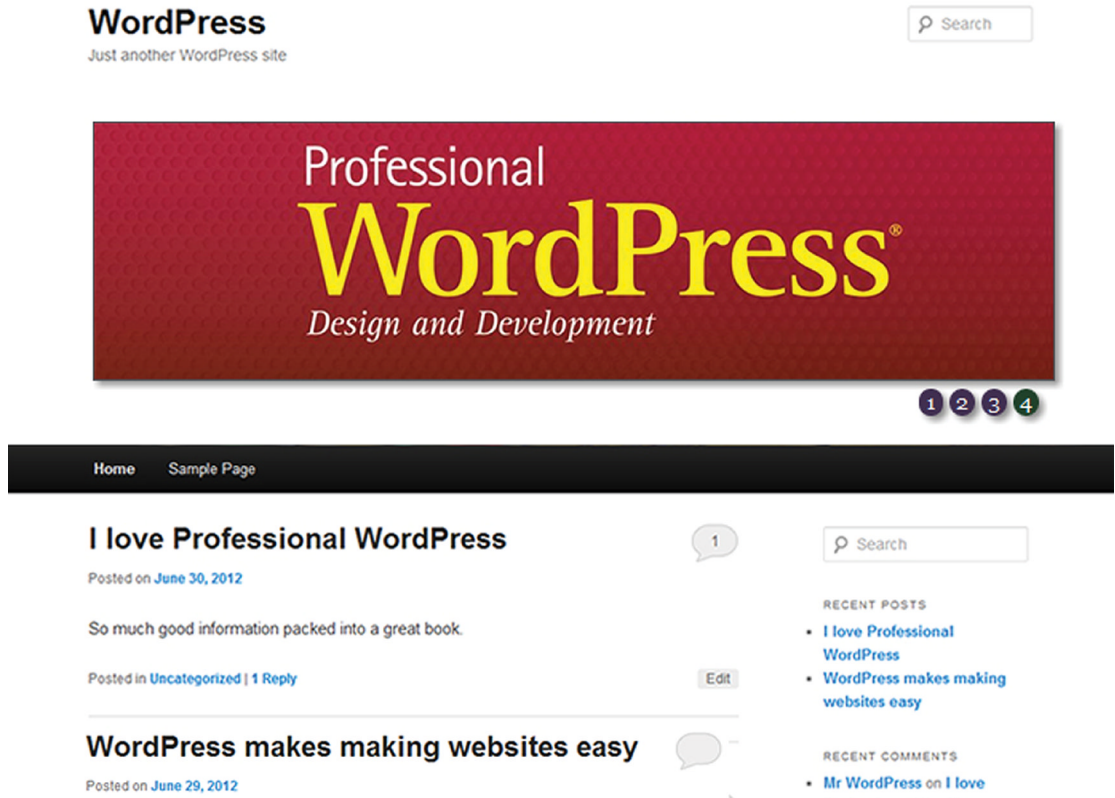 WordPress
Search
Just another WordPress site
Professional
WordPress®
Design and Development
1 2 3 4
Home Sample Page
I love Professional WordPress
1
Posted on June 30, 2012
So much good information packed into a great book.
Posted in Uncategorized | 1 Reply
Edit
WordPress makes making websites easy
Posted on June 29, 2012
Search
RECENT POSTS
I love Professional
WordPress
WordPress makes making
websites easy
RECENT COMMENTS
Mr WordPress on I love